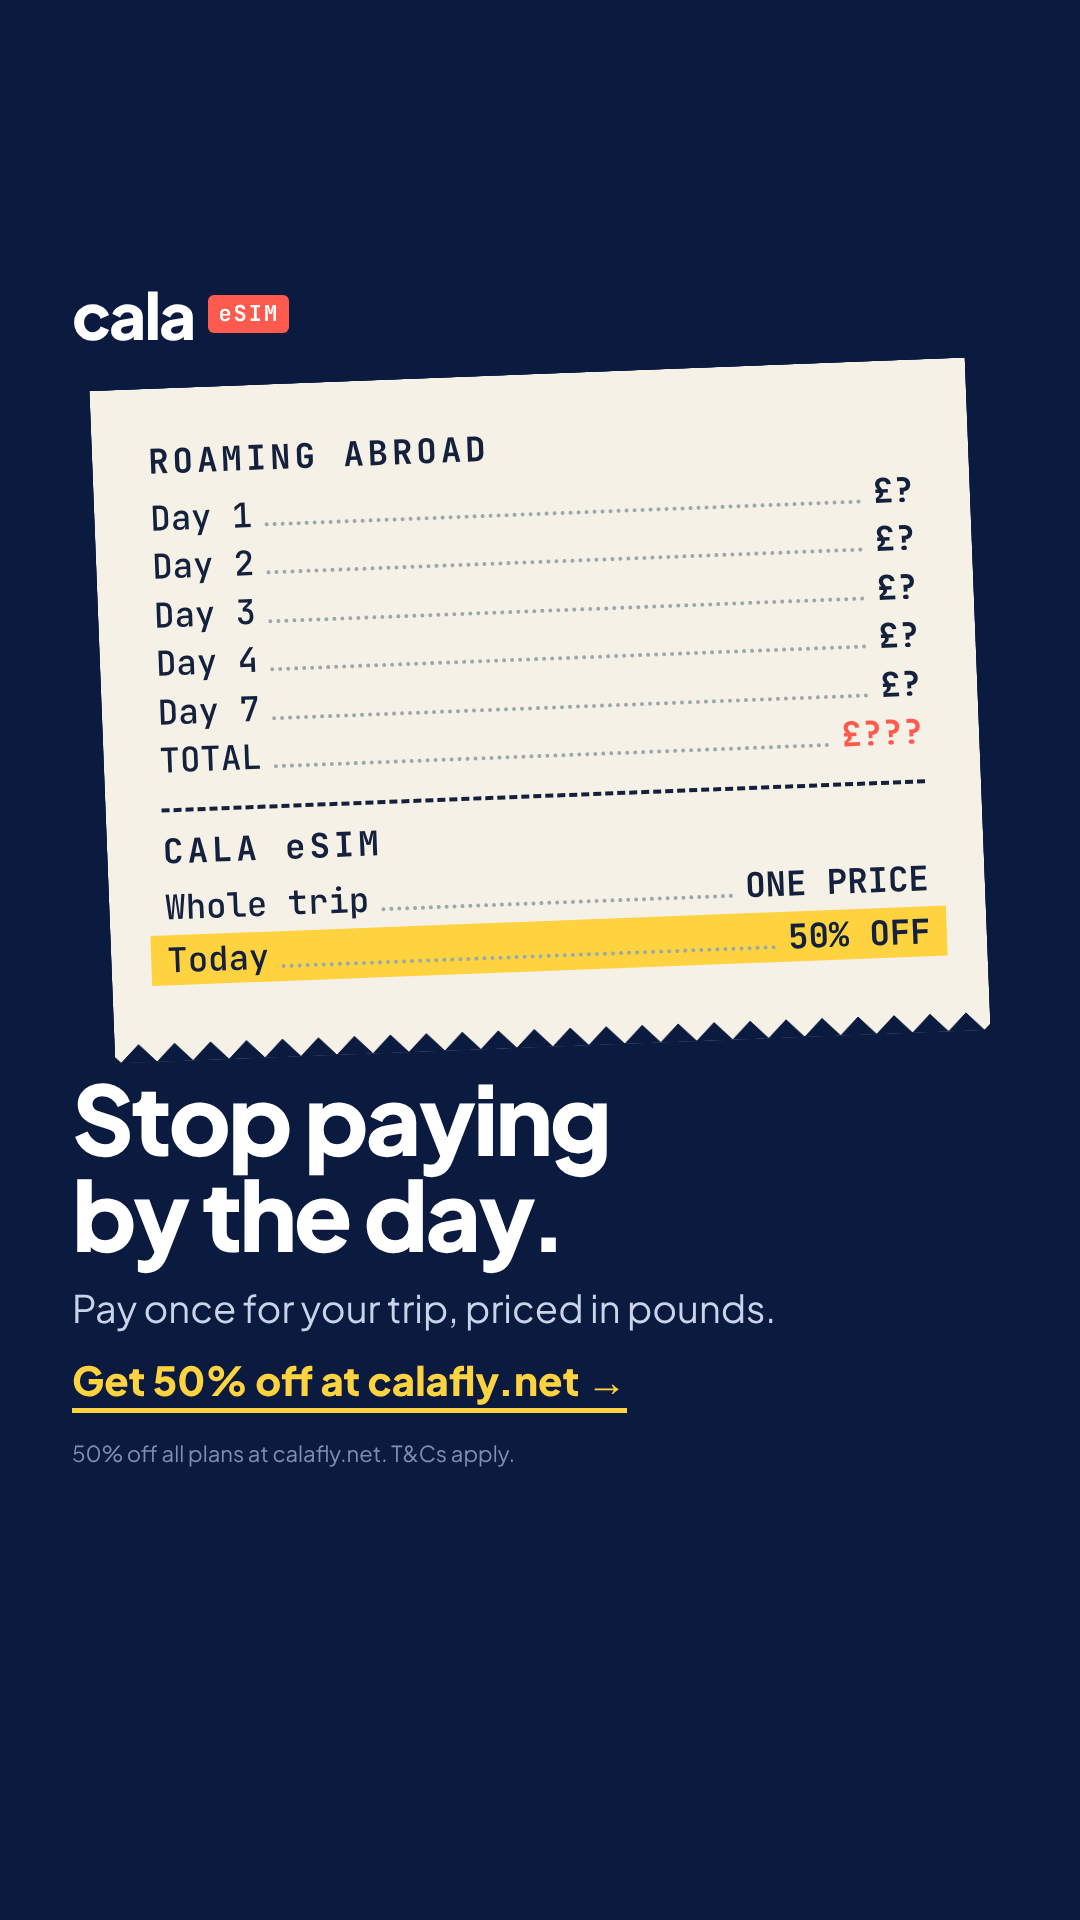 cala eSIM
ROAMING ABROAD
Day 1 £?
Day 2 £?
Day 3 £?
Day 4 £?
Day 7 £?
TOTAL £???
CALA eSIM
Whole trip ONE PRICE
Today 50% OFF
Stop paying
by the day.
Pay once for your trip, priced in pounds.
Get 50% off at calafly.net →
50% off all plans at calafly.net. T&Cs apply.